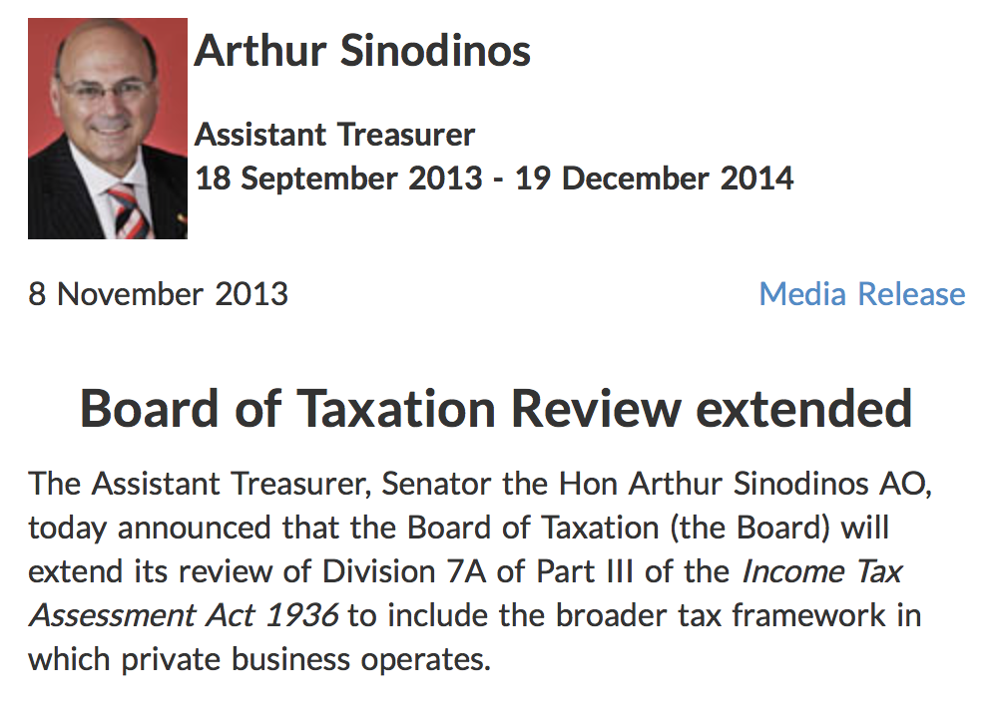 Arthur Sinodinos
Assistant Treasurer
18 September 2013 - 19 December 2014
8 November 2013
Media Release
Board of Taxation Review extended
The Assistant Treasurer, Senator the Hon Arthur Sinodinos AO,
today announced that the Board of Taxation (the Board) will
extend its review of Division 7A of Part III of the Income Tax
Assessment Act 1936 to include the broader tax framework in
which private business operates.